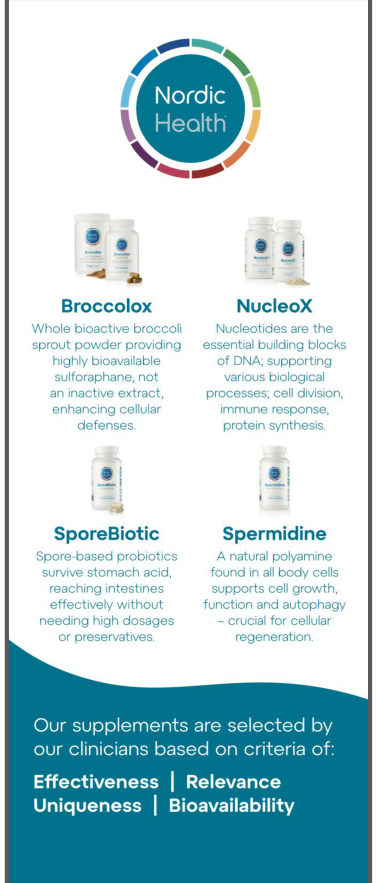 Nordic
Health
Broccolox
Whole bioactive broccoli
sprout powder providing
highly bioavailable
sulforaphane, not
an inactive extract,
enhancing cellular
defenses.
NucleoX
Nucleotides are the
essential building blocks
of DNA; supporting
various biological
processes; cell division,
immune response,
protein synthesis.
SporeBiotic
Spore-based probiotics
survive stomach acid,
reaching intestines
effectively without
needing high dosages
or preservatives.
Spermidine
A natural polyamine
found in all body cells
supports cell growth,
function and autophagy
– crucial for cellular
regeneration.
Our supplements are selected by
our clinicians based on criteria of:
Effectiveness | Relevance
Uniqueness | Bioavailability